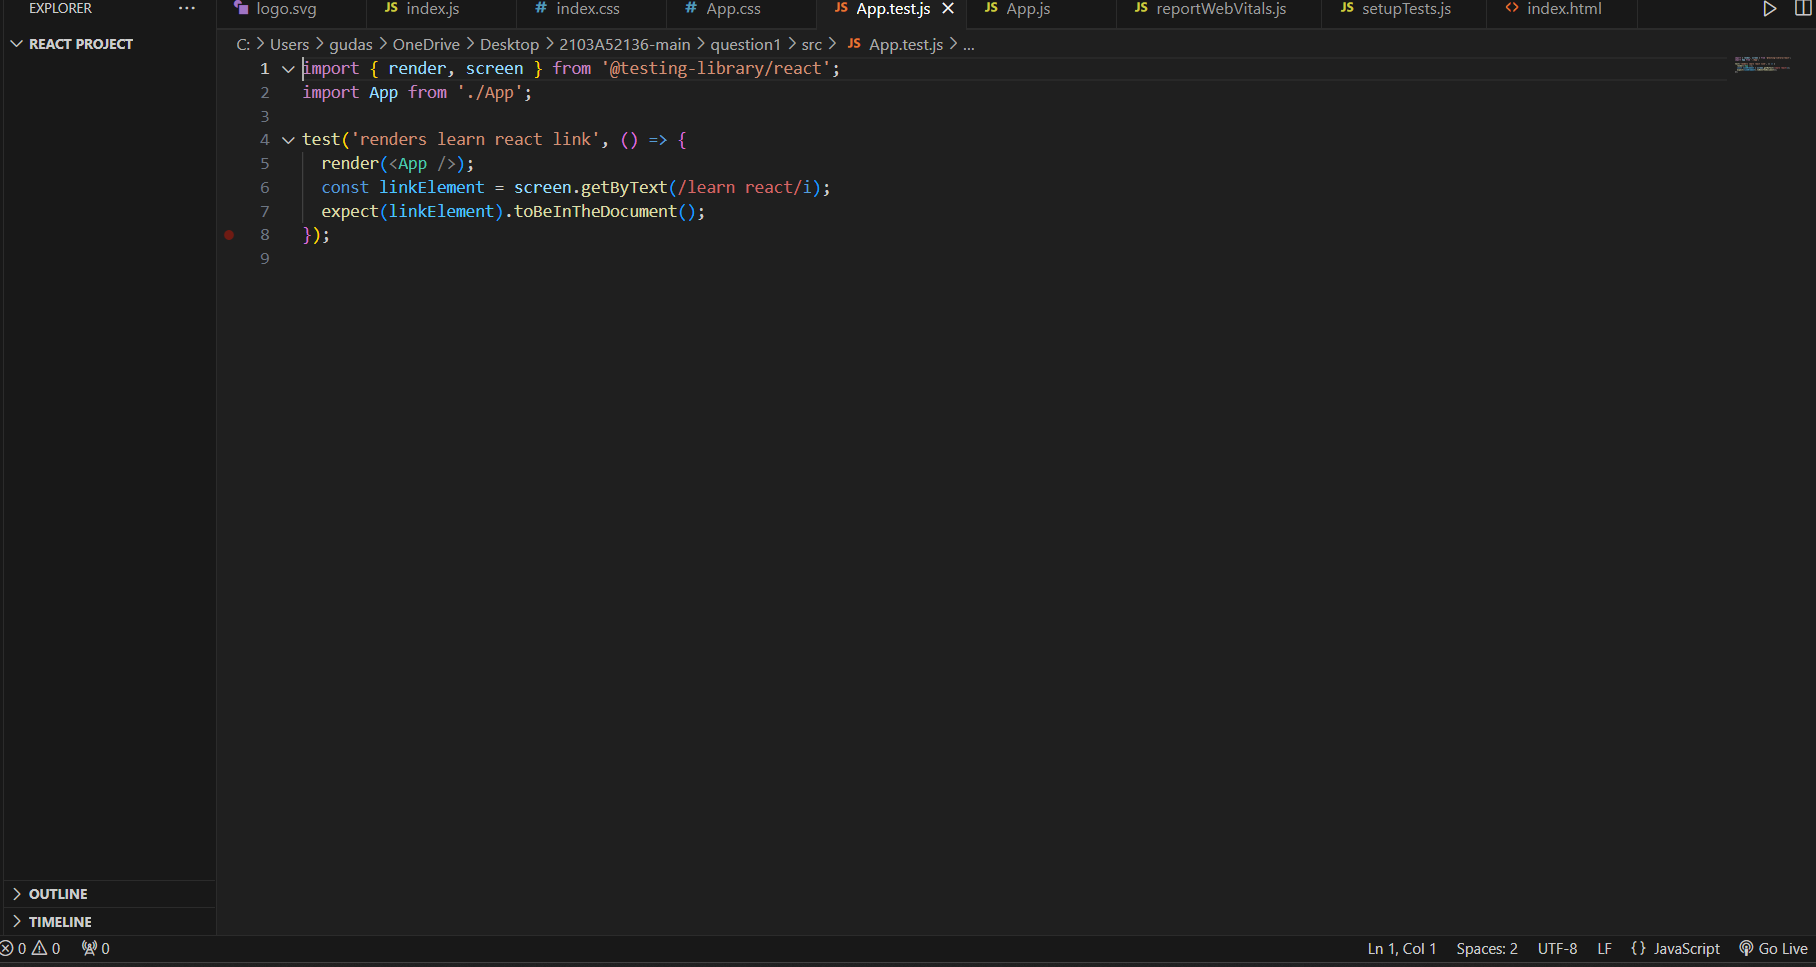 EXPLORER ...
logo.svg JS index.js # index.css # App.css JS App.test.js JS App.js JS reportWebVitals.js JS setupTests.js <> index.html
REACT PROJECT
C: > Users > gudas > OneDrive > Desktop > 2103A52136-main > question1 > src > JS App.test.js > ...
1 import { render, screen } from '@testing-library/react';
2 import App from './App';
3
4 test('renders learn react link', () => {
5 render(<App />);
6 const linkElement = screen.getByText(/learn react/i);
7 expect(linkElement).toBeInTheDocument();
8 });
9
OUTLINE
TIMELINE
0 0 0 Ln 1, Col 1 Spaces: 2 UTF-8 LF {} JavaScript Go Live